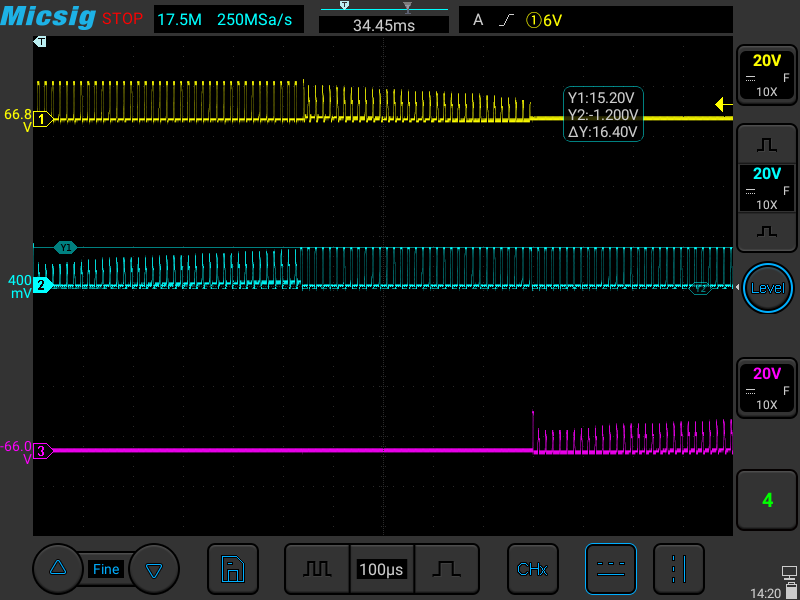 Micsig STOP 17.5M 250MSa/s T 34.45ms A ①6V
T
20V
F
10X
66.8
V
1
Y1:15.20V
Y2:-1.200V
ΔY:16.40V
20V
F
10X
Y1
400
mV
2
Y2
Level
20V
F
10X
-66.0
V
3
4
Fine 100µs CHx
14:20